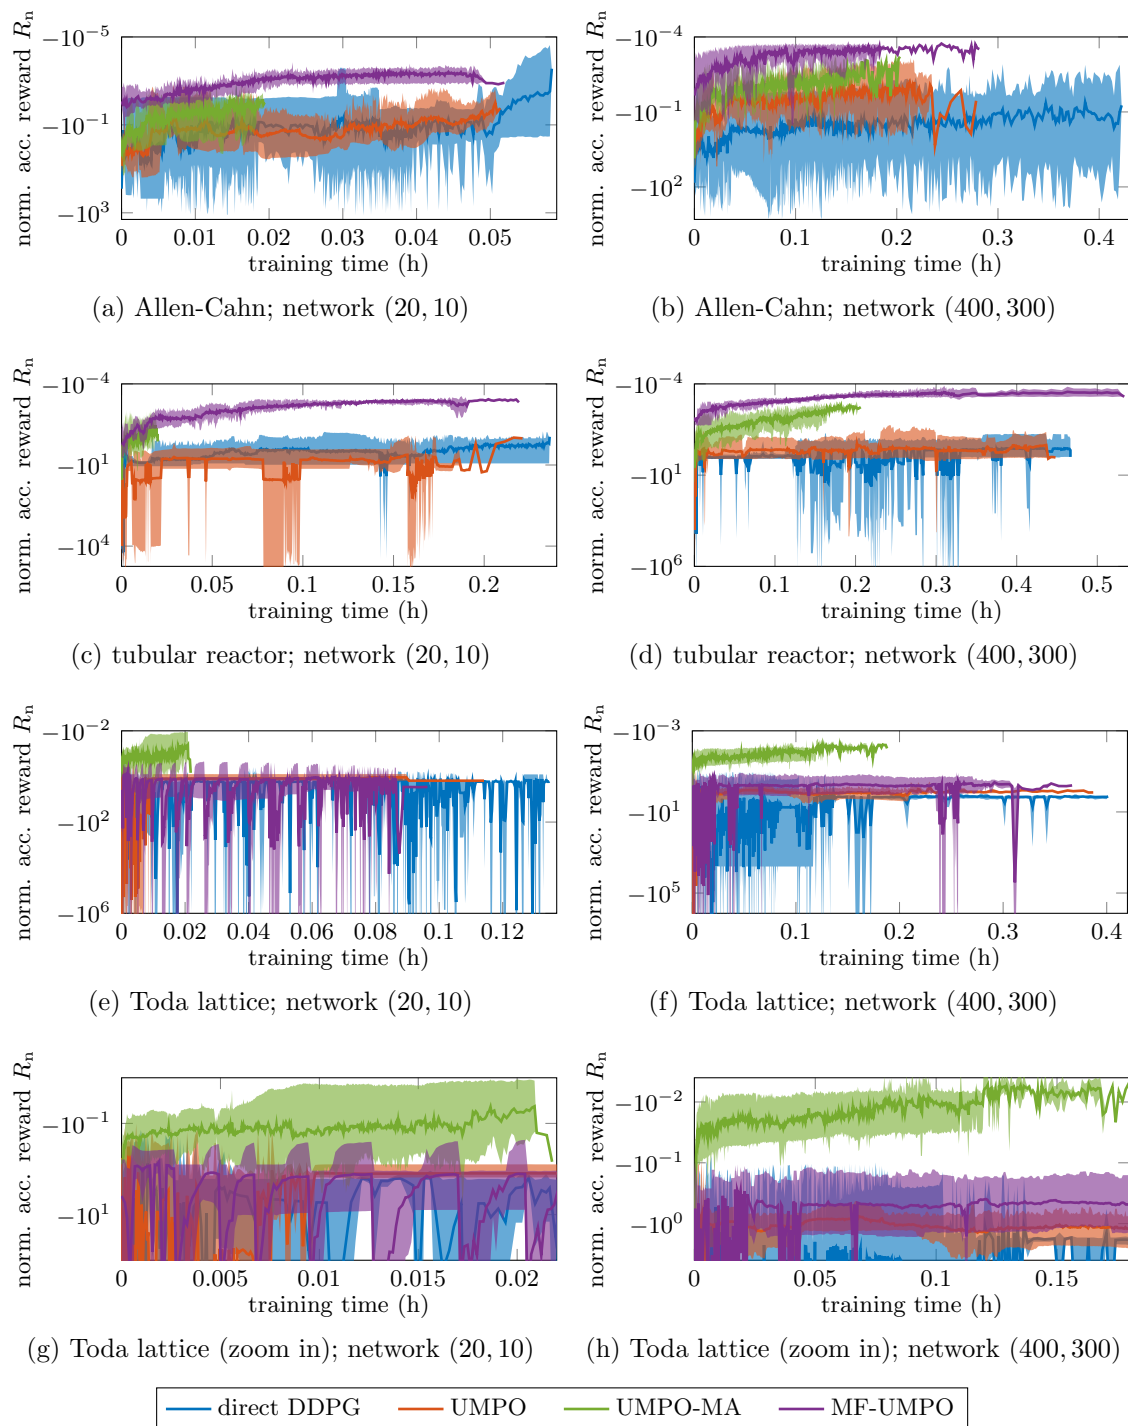 norm. acc. reward Rₙ
−10⁻⁵
−10⁻¹
−10³
0 0.01 0.02 0.03 0.04 0.05
training time (h)
(a) Allen-Cahn; network (20, 10)
norm. acc. reward Rₙ
−10⁻⁴
−10⁻¹
−10²
0 0.1 0.2 0.3 0.4
training time (h)
(b) Allen-Cahn; network (400, 300)
norm. acc. reward Rₙ
−10⁻⁴
−10¹
−10⁴
0 0.05 0.1 0.15 0.2
training time (h)
(c) tubular reactor; network (20, 10)
norm. acc. reward Rₙ
−10⁻⁴
−10¹
−10⁶
0 0.1 0.2 0.3 0.4 0.5
training time (h)
(d) tubular reactor; network (400, 300)
norm. acc. reward Rₙ
−10⁻²
−10²
−10⁶
0 0.02 0.04 0.06 0.08 0.1 0.12
training time (h)
(e) Toda lattice; network (20, 10)
norm. acc. reward Rₙ
−10⁻³
−10¹
−10⁵
0 0.1 0.2 0.3 0.4
training time (h)
(f) Toda lattice; network (400, 300)
norm. acc. reward Rₙ
−10⁻¹
−10¹
0 0.005 0.01 0.015 0.02
training time (h)
(g) Toda lattice (zoom in); network (20, 10)
norm. acc. reward Rₙ
−10⁻²
−10⁻¹
−10⁰
0 0.05 0.1 0.15
training time (h)
(h) Toda lattice (zoom in); network (400, 300)
direct DDPG UMPO UMPO-MA MF-UMPO